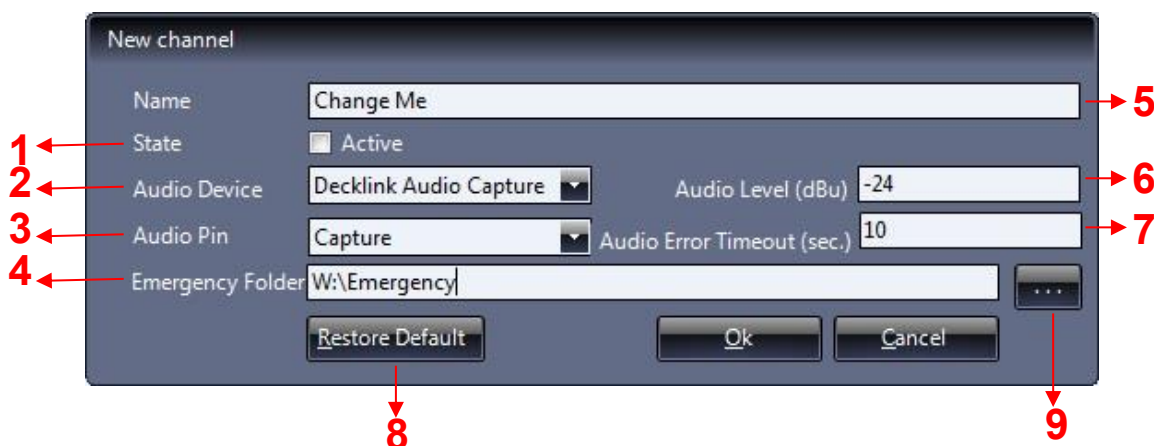 New channel
Name Change Me 5
1 State Active
2 Audio Device Decklink Audio Capture Audio Level (dBu) -24 6
3 Audio Pin Capture Audio Error Timeout (sec.) 10 7
4 Emergency Folder W:\Emergency ...
Restore Default Ok Cancel
8 9